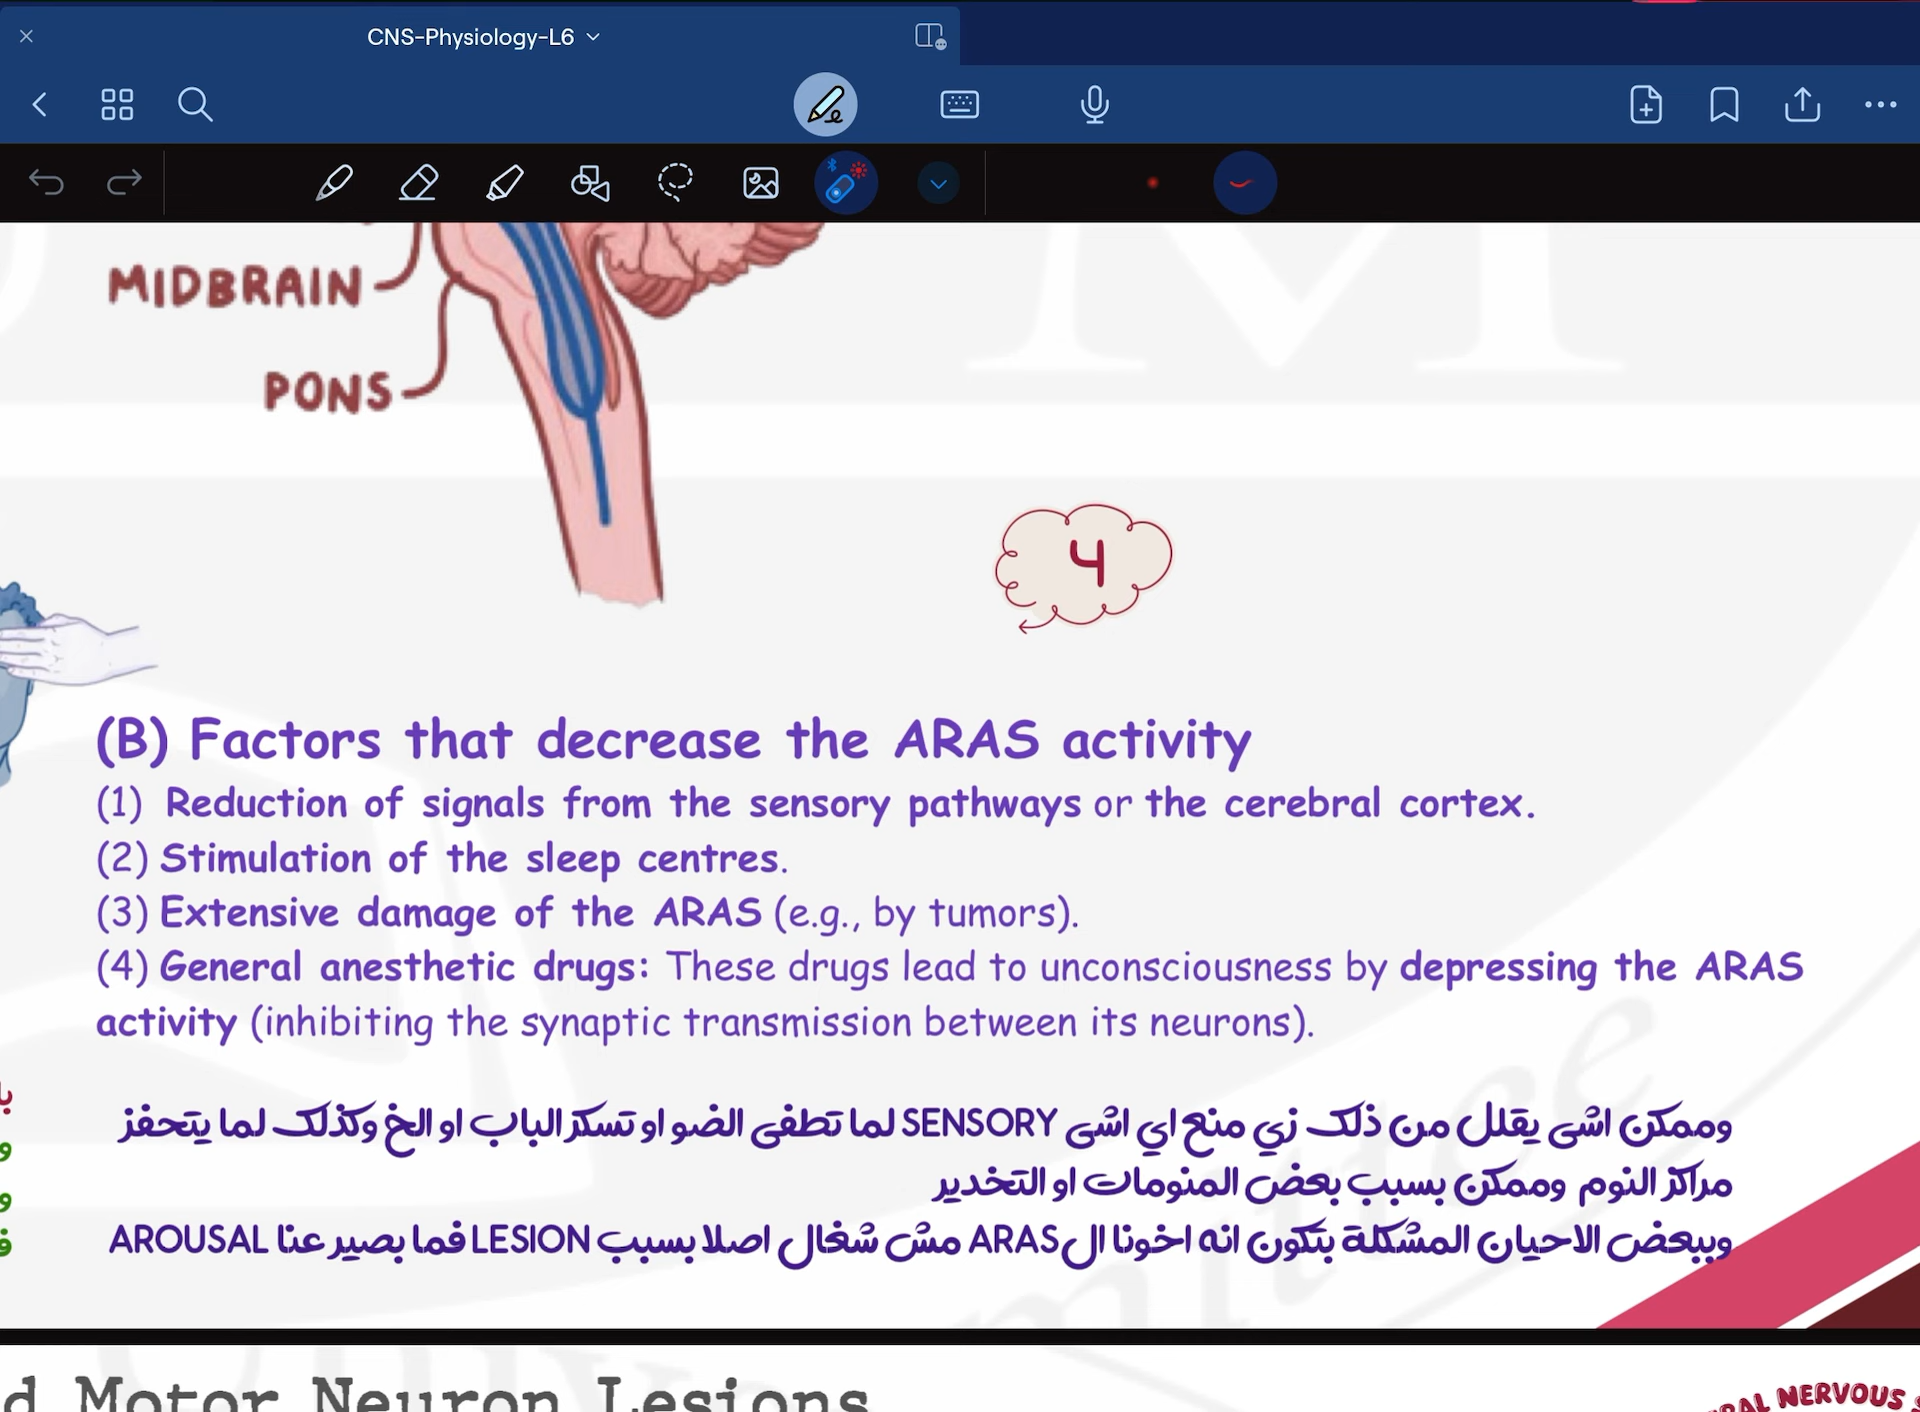 CNS-Physiology-L6
MIDBRAIN
PONS
4
(B) Factors that decrease the ARAS activity
(1) Reduction of signals from the sensory pathways or the cerebral cortex.
(2) Stimulation of the sleep centres.
(3) Extensive damage of the ARAS (e.g., by tumors).
(4) General anesthetic drugs: These drugs lead to unconsciousness by depressing the ARAS
activity (inhibiting the synaptic transmission between its neurons).
وممكن اشي يقلل من ذلك زي منع اي اشي SENSORY لما تطفي الضو او تسكر الباب او الخ وكذلك لما يتحفز
مراكز النوم وممكن بسبب بعض المنومات او التخدير
وببعض الاحيان المشكلة بتكون انه اخونا ال ARAS مش شغال اصلا بسبب LESION فما بصير عنا AROUSAL
Motor Neuron Lesions
NERVOUS